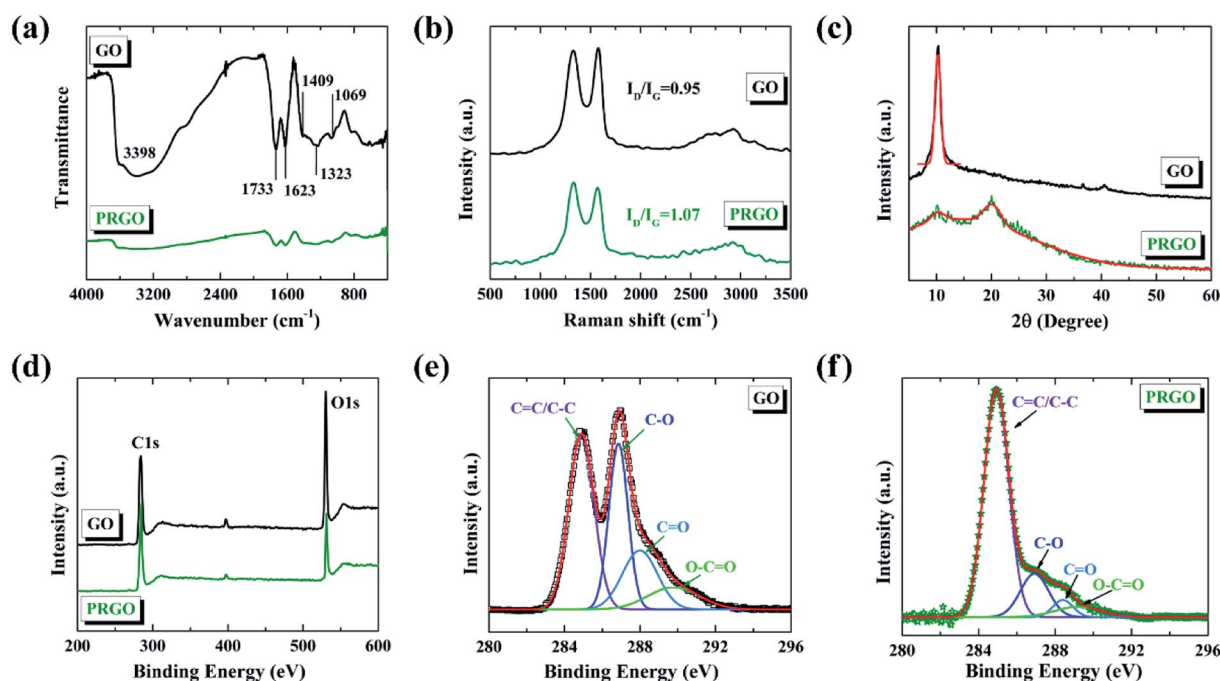 (a)
GO
3398
1733
1623
1409
1323
1069
PRGO
Transmittance
4000 3200 2400 1600 800
Wavenumber (cm⁻¹)
(b)
I_D/I_G=0.95
GO
I_D/I_G=1.07
PRGO
Intensity (a.u.)
500 1000 1500 2000 2500 3000 3500
Raman shift (cm⁻¹)
(c)
GO
PRGO
Intensity (a.u.)
10 20 30 40 50 60
2θ (Degree)
(d)
O1s
C1s
GO
PRGO
Intensity (a.u.)
200 300 400 500 600
Binding Energy (eV)
(e)
GO
C=C/C-C
C-O
C=O
O-C=O
Intensity (a.u.)
280 284 288 292 296
Binding Energy (eV)
(f)
PRGO
C=C/C-C
C-O
C=O
O-C=O
Intensity (a.u.)
280 284 288 292 296
Binding Energy (eV)